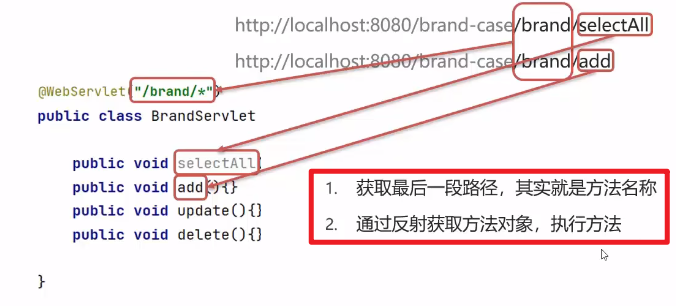 http://localhost:8080/brand-case/brand/selectAll
http://localhost:8080/brand-case/brand/add
@WebServlet("/brand/*")
public class BrandServlet
public void selectAll(
public void add(){}
public void update(){}
public void delete(){}
}
1. 获取最后一段路径，其实就是方法名称
2. 通过反射获取方法对象，执行方法